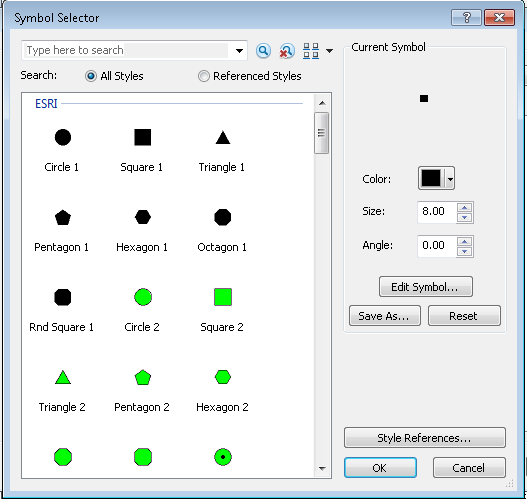 Symbol Selector
Type here to search
Search: All Styles Referenced Styles
ESRI
Circle 1 Square 1 Triangle 1
Pentagon 1 Hexagon 1 Octagon 1
Rnd Square 1 Circle 2 Square 2
Triangle 2 Pentagon 2 Hexagon 2
Current Symbol
Color:
Size: 8.00
Angle: 0.00
Edit Symbol...
Save As... Reset
Style References...
OK Cancel